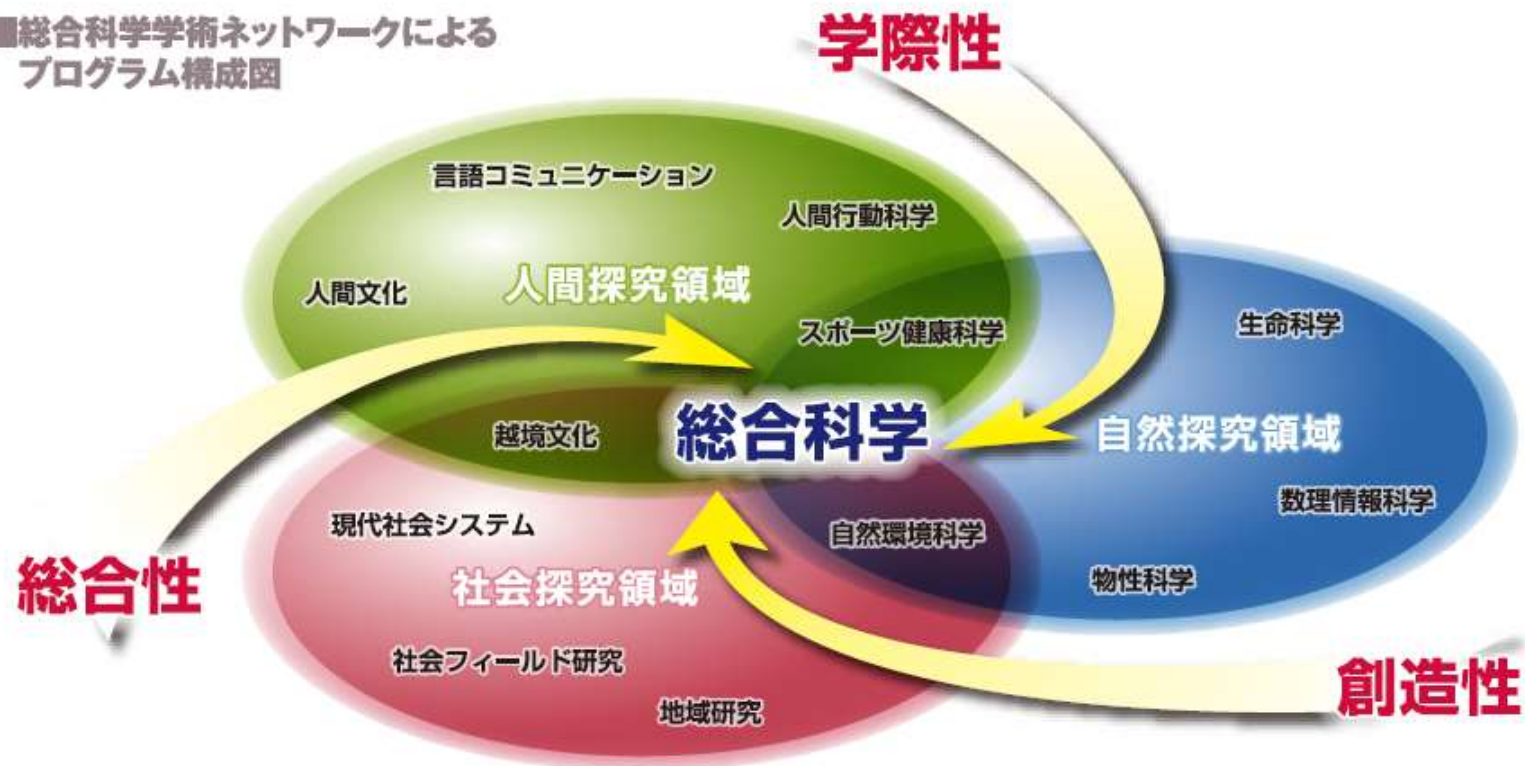 ■総合科学学術ネットワークによる
プログラム構成図
学際性
言語コミュニケーション
人間行動科学
人間文化
人間探究領域
スポーツ健康科学
生命科学
越境文化
総合科学
自然探究領域
数理情報科学
現代社会システム
自然環境科学
総合性
社会探究領域
物性科学
社会フィールド研究
地域研究
創造性